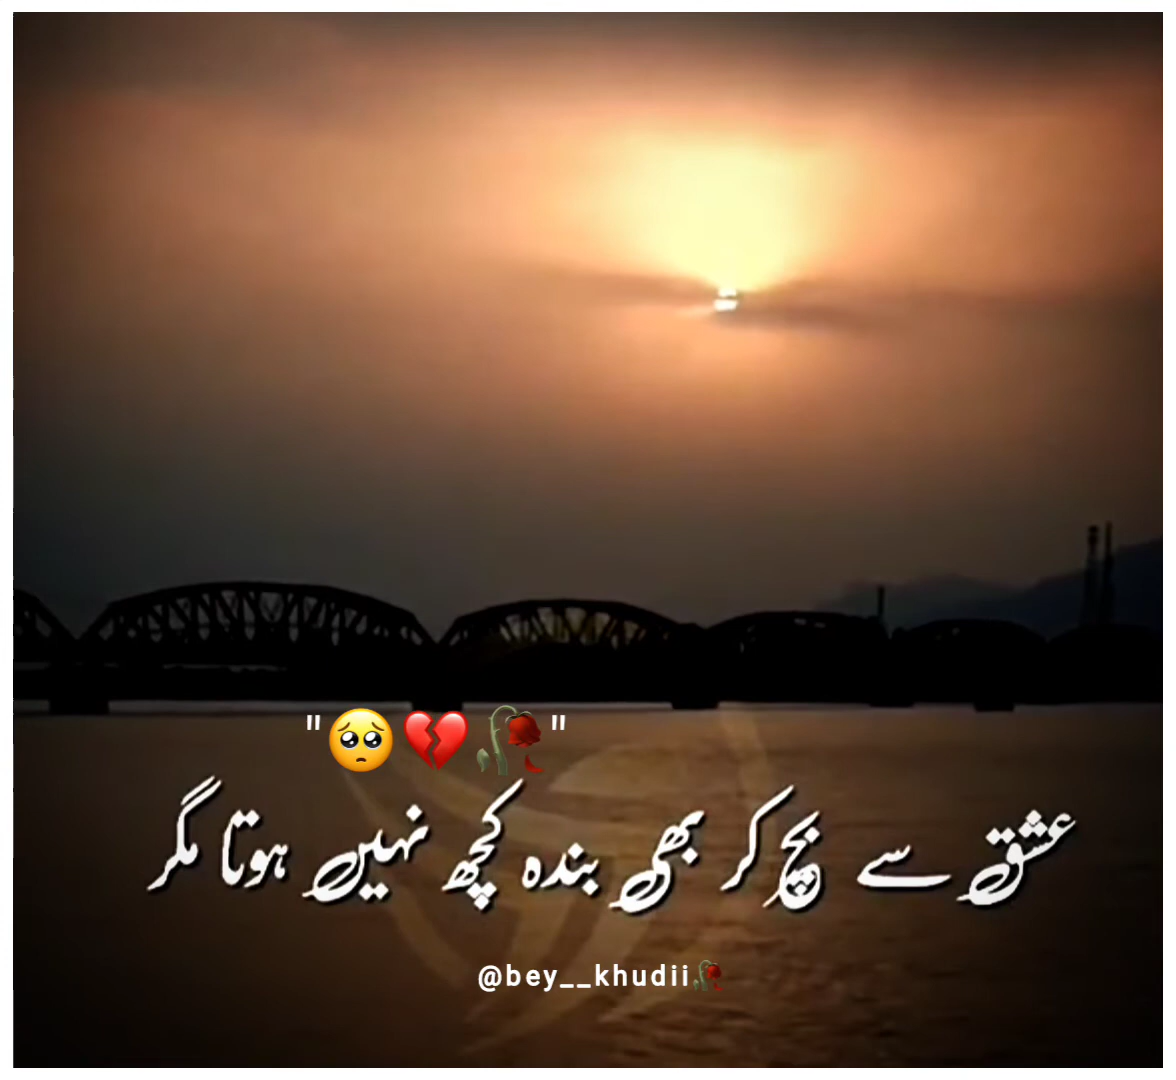 "🥺💔🥀"
عشق سے بچ کر بھی بندہ کچھ نہیں ہوتا مگر
@bey__khudii🥀